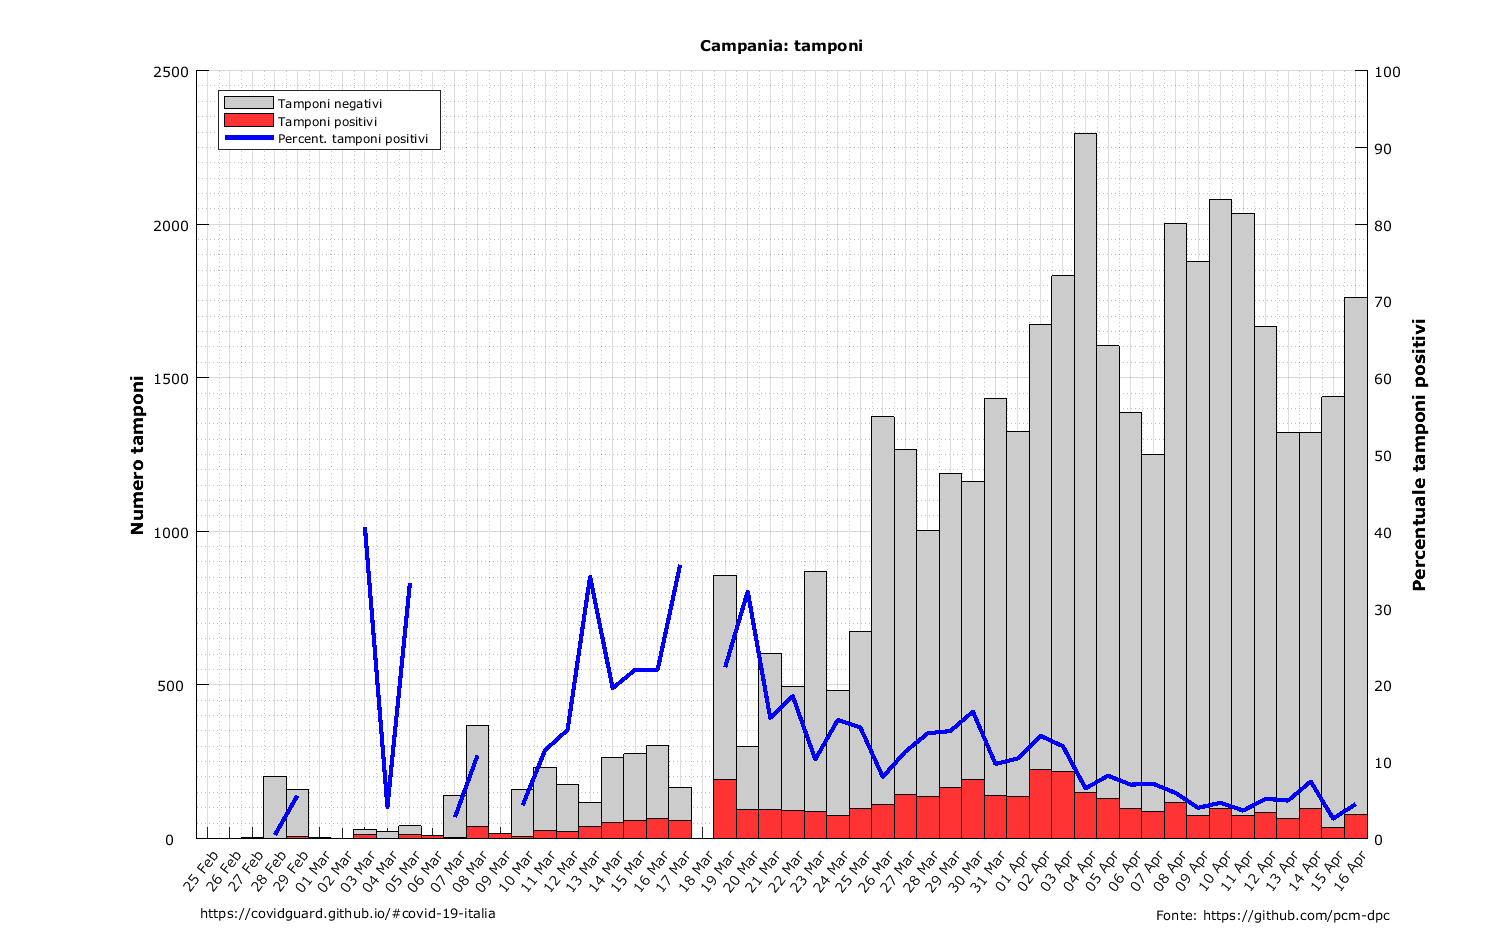 Campania: tamponi
Tamponi negativi
Tamponi positivi
Percent. tamponi positivi
Numero tamponi
2500
2000
1500
1000
500
0
Percentuale tamponi positivi
100
90
80
70
60
50
40
30
20
10
0
25 Feb
26 Feb
27 Feb
28 Feb
29 Feb
01 Mar
02 Mar
03 Mar
04 Mar
05 Mar
06 Mar
07 Mar
08 Mar
09 Mar
10 Mar
11 Mar
12 Mar
13 Mar
14 Mar
15 Mar
16 Mar
17 Mar
18 Mar
19 Mar
20 Mar
21 Mar
22 Mar
23 Mar
24 Mar
25 Mar
26 Mar
27 Mar
28 Mar
29 Mar
30 Mar
31 Mar
01 Apr
02 Apr
03 Apr
04 Apr
05 Apr
06 Apr
07 Apr
08 Apr
09 Apr
10 Apr
11 Apr
12 Apr
13 Apr
14 Apr
15 Apr
16 Apr
https://covidguard.github.io/#covid-19-italia
Fonte: https://github.com/pcm-dpc